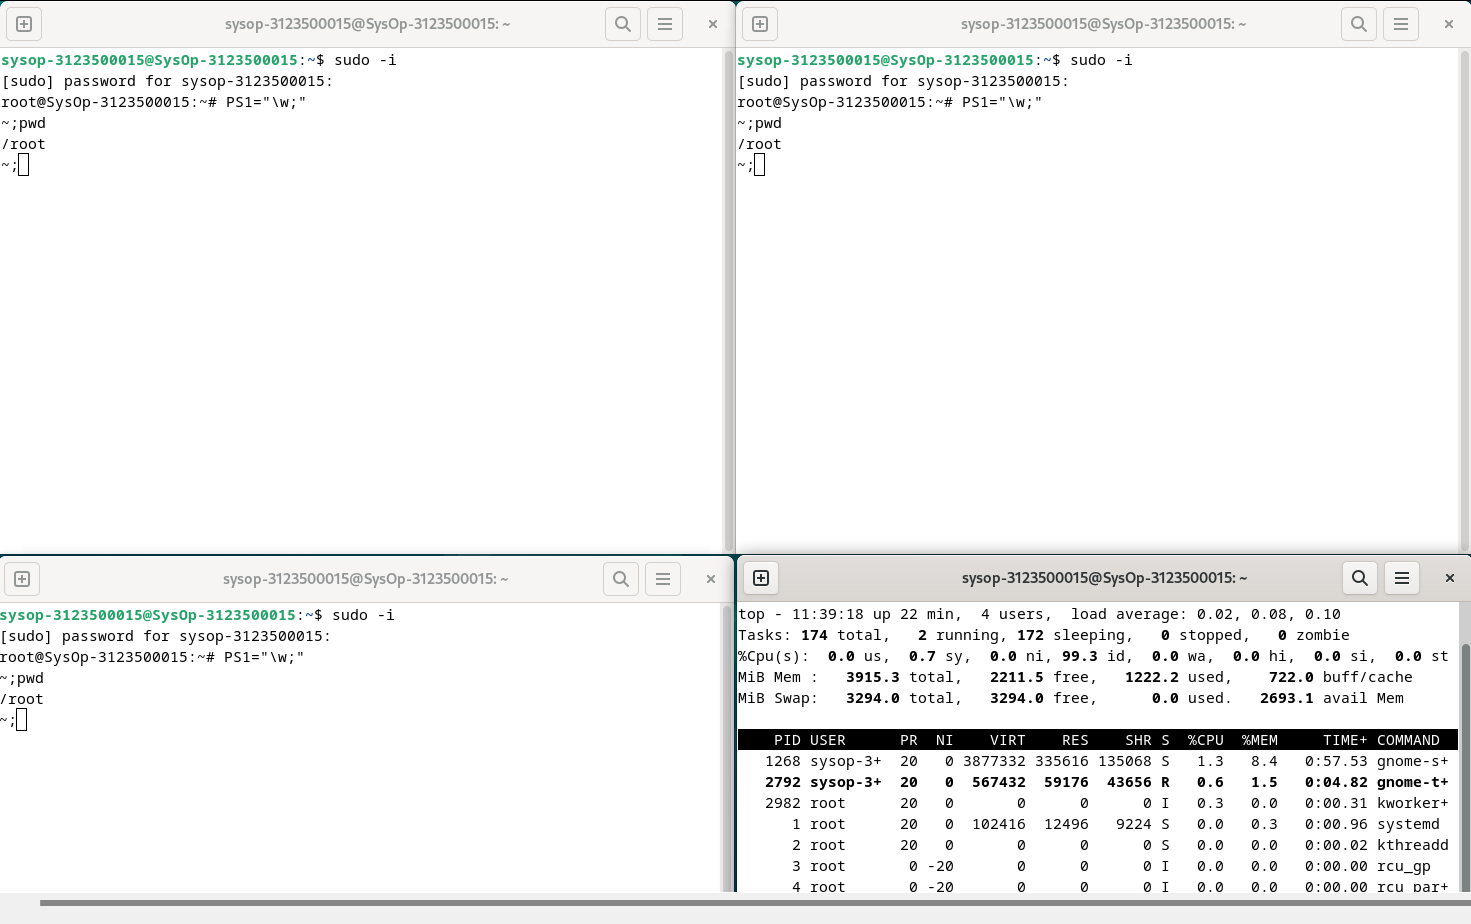 sysop-3123500015@SysOp-3123500015: ~
sysop-3123500015@SysOp-3123500015:~$ sudo -i
[sudo] password for sysop-3123500015:
root@SysOp-3123500015:~# PS1="\w;"
~;pwd
/root
~;
sysop-3123500015@SysOp-3123500015: ~
sysop-3123500015@SysOp-3123500015:~$ sudo -i
[sudo] password for sysop-3123500015:
root@SysOp-3123500015:~# PS1="\w;"
~;pwd
/root
~;
sysop-3123500015@SysOp-3123500015: ~
sysop-3123500015@SysOp-3123500015:~$ sudo -i
[sudo] password for sysop-3123500015:
root@SysOp-3123500015:~# PS1="\w;"
~;pwd
/root
~;
sysop-3123500015@SysOp-3123500015: ~
top - 11:39:18 up 22 min,  4 users,  load average: 0.02, 0.08, 0.10
Tasks: 174 total,   2 running, 172 sleeping,   0 stopped,   0 zombie
%Cpu(s):  0.0 us,  0.7 sy,  0.0 ni, 99.3 id,  0.0 wa,  0.0 hi,  0.0 si,  0.0 st
MiB Mem :   3915.3 total,   2211.5 free,   1222.2 used,    722.0 buff/cache
MiB Swap:   3294.0 total,   3294.0 free,      0.0 used.   2693.1 avail Mem
PID USER      PR  NI    VIRT    RES    SHR S  %CPU  %MEM     TIME+ COMMAND
1268 sysop-3+  20   0 3877332 335616 135068 S   1.3   8.4   0:57.53 gnome-s+
2792 sysop-3+  20   0  567432  59176  43656 R   0.6   1.5   0:04.82 gnome-t+
2982 root      20   0       0      0      0 I   0.3   0.0   0:00.31 kworker+
1 root      20   0  102416  12496   9224 S   0.0   0.3   0:00.96 systemd
2 root      20   0       0      0      0 S   0.0   0.0   0:00.02 kthreadd
3 root       0 -20       0      0      0 I   0.0   0.0   0:00.00 rcu_gp
4 root       0 -20       0      0      0 I   0.0   0.0   0:00.00 rcu_par+